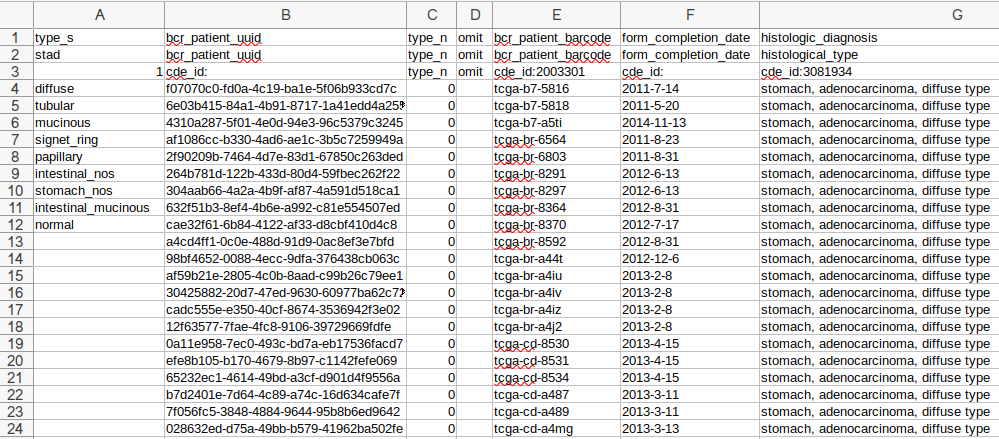 A B C D E F G
1 type_s bcr_patient_uuid type_n omit bcr_patient_barcode form_completion_date histologic_diagnosis
2 stad bcr_patient_uuid type_n omit bcr_patient_barcode form_completion_date histological_type
3 1 cde_id: type_n omit cde_id:2003301 cde_id: cde_id:3081934
4 diffuse f07070c0-fd0a-4c19-ba1e-5f06b933cd7c 0 tcga-b7-5816 2011-7-14 stomach, adenocarcinoma, diffuse type
5 tubular 6e03b415-84a1-4b91-8717-1a41edd4a255 0 tcga-b7-5818 2011-5-20 stomach, adenocarcinoma, diffuse type
6 mucinous 4310a287-5f01-4e0d-94e3-96c5379c3245 0 tcga-b7-a5ti 2014-11-13 stomach, adenocarcinoma, diffuse type
7 signet_ring af1086cc-b330-4ad6-ae1c-3b5c7259949a 0 tcga-br-6564 2011-8-23 stomach, adenocarcinoma, diffuse type
8 papillary 2f90209b-7464-4d7e-83d1-67850c263ded 0 tcga-br-6803 2011-8-31 stomach, adenocarcinoma, diffuse type
9 intestinal_nos 264b781d-122b-433d-80d4-59fbec262f22 0 tcga-br-8291 2012-6-13 stomach, adenocarcinoma, diffuse type
10 stomach_nos 304aab66-4a2a-4b9f-af87-4a591d518ca1 0 tcga-br-8297 2012-6-13 stomach, adenocarcinoma, diffuse type
11 intestinal_mucinous 632f51b3-8ef4-4b6e-a992-c81e554507ed 0 tcga-br-8364 2012-8-31 stomach, adenocarcinoma, diffuse type
12 normal cae32f61-6b84-4122-af33-d8cbf410d4c8 0 tcga-br-8370 2012-7-17 stomach, adenocarcinoma, diffuse type
13 a4cd4ff1-0c0e-488d-91d9-0ac8ef3e7bfd 0 tcga-br-8592 2012-8-31 stomach, adenocarcinoma, diffuse type
14 98bf4652-0088-4ecc-9dfa-376438cb063c 0 tcga-br-a44t 2012-12-6 stomach, adenocarcinoma, diffuse type
15 af59b21e-2805-4c0b-8aad-c99b26c79ee1 0 tcga-br-a4iu 2013-2-8 stomach, adenocarcinoma, diffuse type
16 30425882-20d7-47ed-9630-60977ba62c7 0 tcga-br-a4iv 2013-2-8 stomach, adenocarcinoma, diffuse type
17 cadc555e-e350-40cf-8674-3536942f3e02 0 tcga-br-a4iz 2013-2-8 stomach, adenocarcinoma, diffuse type
18 12f63577-7fae-4fc8-9106-39729669fdfe 0 tcga-br-a4j2 2013-2-8 stomach, adenocarcinoma, diffuse type
19 0a11e958-7ec0-493c-bd7a-eb17536facd7 0 tcga-cd-8530 2013-4-15 stomach, adenocarcinoma, diffuse type
20 efe8b105-b170-4679-8b97-c1142fefe069 0 tcga-cd-8531 2013-4-15 stomach, adenocarcinoma, diffuse type
21 65232ec1-4614-49bd-a3cf-d901d4f9556a 0 tcga-cd-8534 2013-4-15 stomach, adenocarcinoma, diffuse type
22 b7d2401e-7d64-4c89-a74c-16d634cafe7f 0 tcga-cd-a487 2013-3-11 stomach, adenocarcinoma, diffuse type
23 7f056fc5-3848-4884-9644-95b8b6ed9642 0 tcga-cd-a489 2013-3-11 stomach, adenocarcinoma, diffuse type
24 028632ed-d75a-49bb-b579-41962ba502fe 0 tcga-cd-a4mg 2013-3-13 stomach, adenocarcinoma, diffuse type